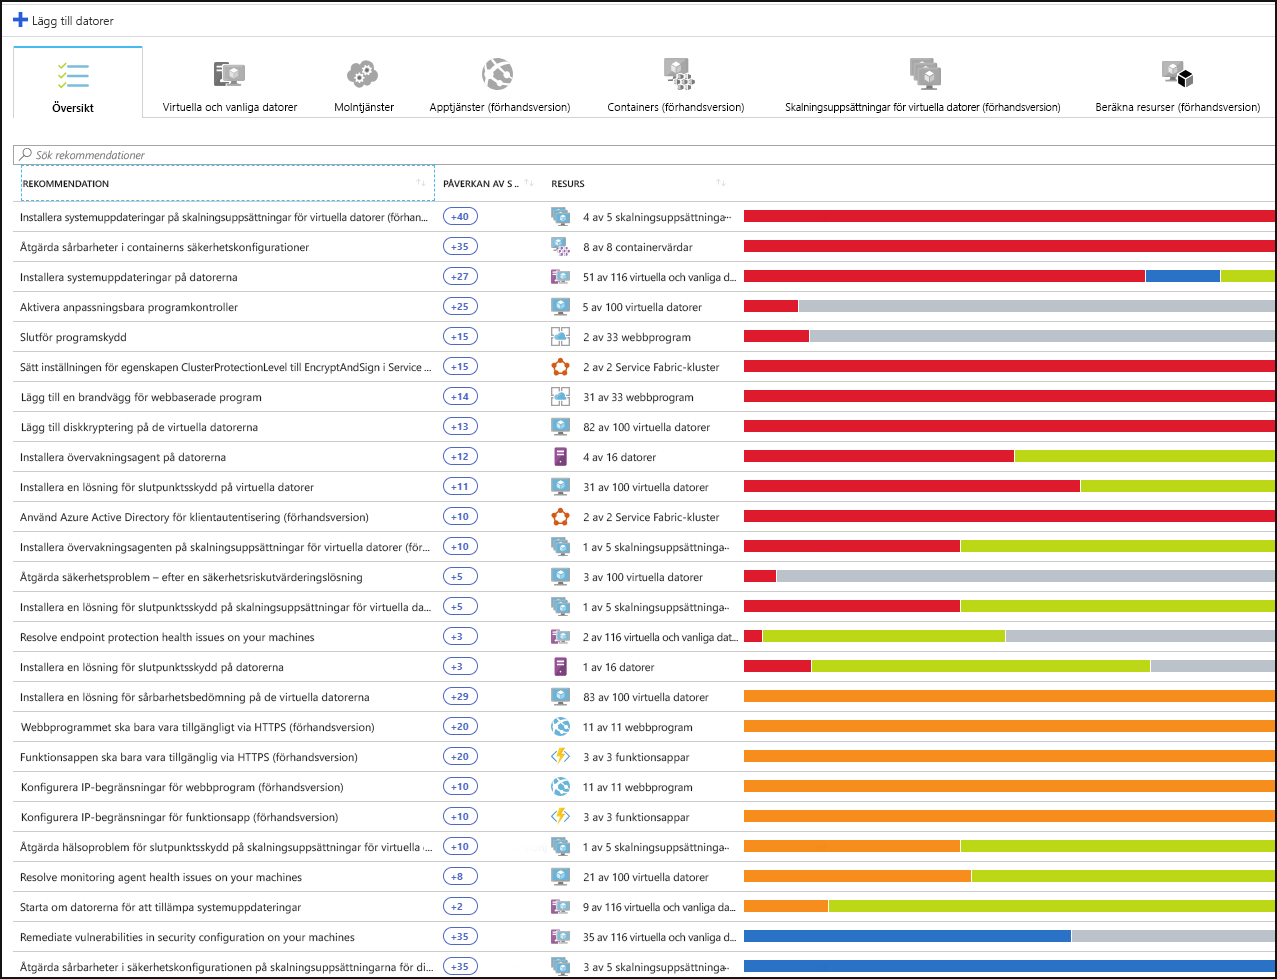 Lägg till datorer
Översikt
Virtuella och vanliga datorer
Molntjänster
Apptjänster (förhandsversion)
Containers (förhandsversion)
Skalningsuppsättningar för virtuella datorer (förhandsversion)
Beräkna resurser (förhandsversion)
Sök rekommendationer
REKOMMENDATION PÅVERKAN AV S .. RESURS
Installera systemuppdateringar på skalningsuppsättningar för virtuella datorer (förhan... +40 4 av 5 skalningsuppsättninga...
Åtgärda sårbarheter i containerns säkerhetskonfigurationer +35 8 av 8 containervärdar
Installera systemuppdateringar på datorerna +27 51 av 116 virtuella och vanliga d...
Aktivera anpassningsbara programkontroller +25 5 av 100 virtuella datorer
Slutför programskydd +15 2 av 33 webbprogram
Sätt inställningen för egenskapen ClusterProtectionLevel till EncryptAndSign i Service ... +15 2 av 2 Service Fabric-kluster
Lägg till en brandvägg för webbaserade program +14 31 av 33 webbprogram
Lägg till diskkryptering på de virtuella datorerna +13 82 av 100 virtuella datorer
Installera övervakningsagent på datorerna +12 4 av 16 datorer
Installera en lösning för slutpunktsskydd på virtuella datorer +11 31 av 100 virtuella datorer
Använd Azure Active Directory för klientautentisering (förhandsversion) +10 2 av 2 Service Fabric-kluster
Installera övervakningsagenten på skalningsuppsättningar för virtuella datorer (för... +10 1 av 5 skalningsuppsättninga...
Åtgärda säkerhetsproblem – efter en säkerhetsriskutvärderingslösning +5 3 av 100 virtuella datorer
Installera en lösning för slutpunktsskydd på skalningsuppsättningar för virtuella da... +5 1 av 5 skalningsuppsättninga...
Resolve endpoint protection health issues on your machines +3 2 av 116 virtuella och vanliga dat...
Installera en lösning för slutpunktsskydd på datorerna +3 1 av 16 datorer
Installera en lösning för sårbarhetsbedömning på de virtuella datorerna +29 83 av 100 virtuella datorer
Webbprogrammet ska bara vara tillgängligt via HTTPS (förhandsversion) +20 11 av 11 webbprogram
Funktionsappen ska bara vara tillgänglig via HTTPS (förhandsversion) +20 3 av 3 funktionsappar
Konfigurera IP-begränsningar för webbprogram (förhandsversion) +10 11 av 11 webbprogram
Konfigurera IP-begränsningar för funktionsapp (förhandsversion) +10 3 av 3 funktionsappar
Åtgärda hälsoproblem för slutpunktsskydd på skalningsuppsättningar för virtuella ... +10 1 av 5 skalningsuppsättninga...
Resolve monitoring agent health issues on your machines +8 21 av 100 virtuella datorer
Starta om datorerna för att tillämpa systemuppdateringar +2 9 av 116 virtuella och vanliga da...
Remediate vulnerabilities in security configuration on your machines +35 35 av 116 virtuella och vanliga d...
Åtgärda sårbarheter i säkerhetskonfigurationen på skalningsuppsättningarna för di... +35 3 av 5 skalningsuppsättninga...